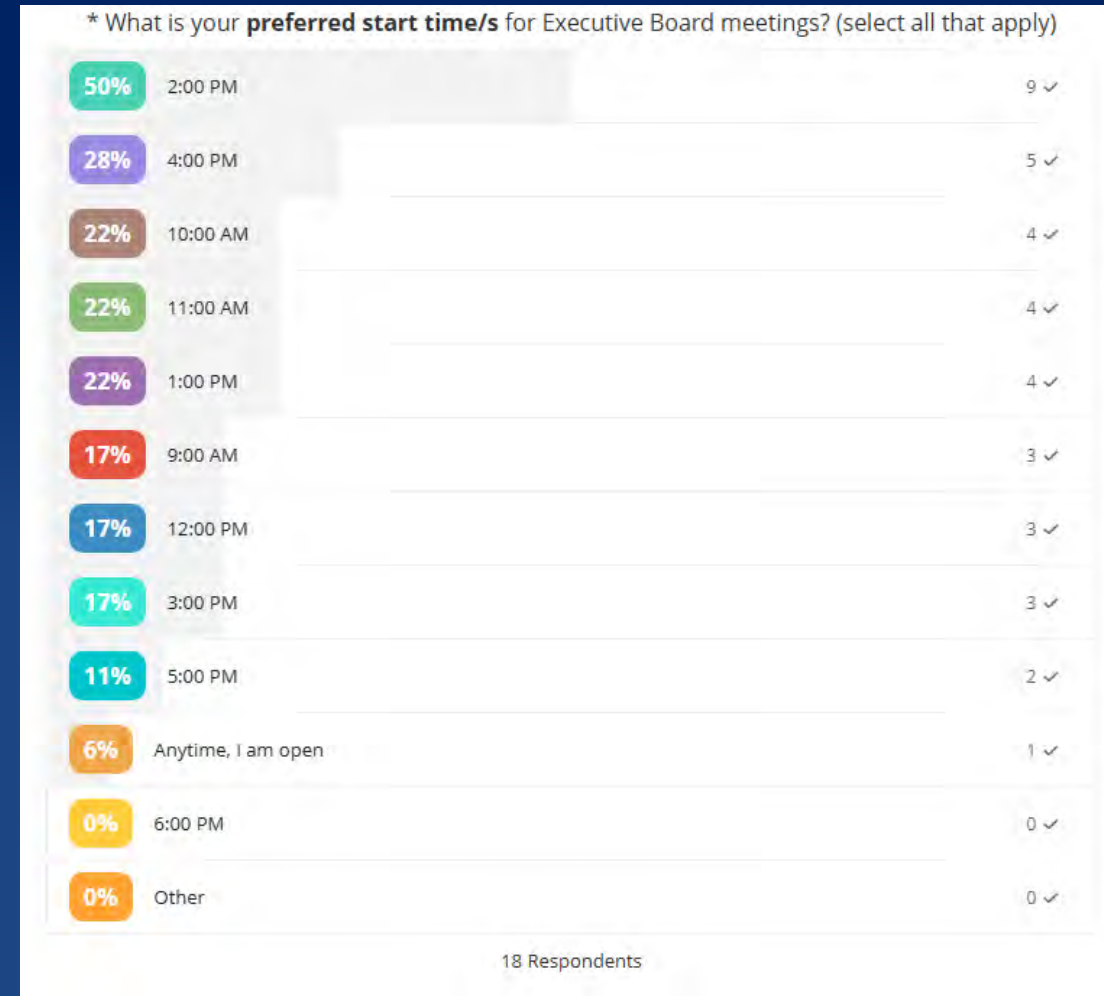 * What is your preferred start time/s for Executive Board meetings? (select all that apply)
50% 2:00 PM 9 ✓
28% 4:00 PM 5 ✓
22% 10:00 AM 4 ✓
22% 11:00 AM 4 ✓
22% 1:00 PM 4 ✓
17% 9:00 AM 3 ✓
17% 12:00 PM 3 ✓
17% 3:00 PM 3 ✓
11% 5:00 PM 2 ✓
6% Anytime, I am open 1 ✓
0% 6:00 PM 0 ✓
0% Other 0 ✓
18 Respondents